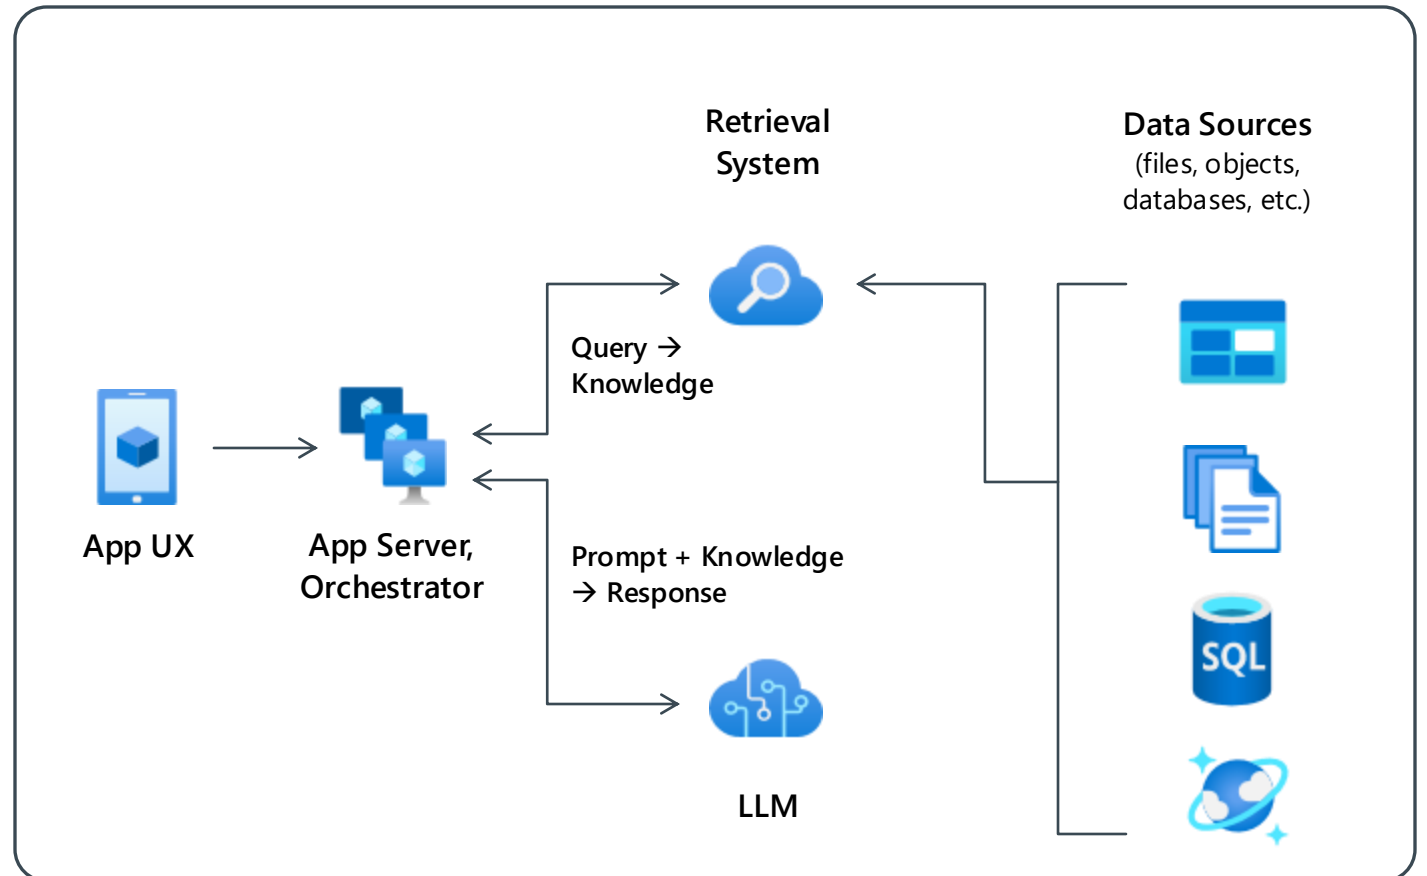 Retrieval
System
Data Sources
(files, objects,
databases, etc.)
Query →
Knowledge
App UX
App Server,
Orchestrator
Prompt + Knowledge
→ Response
SQL
LLM